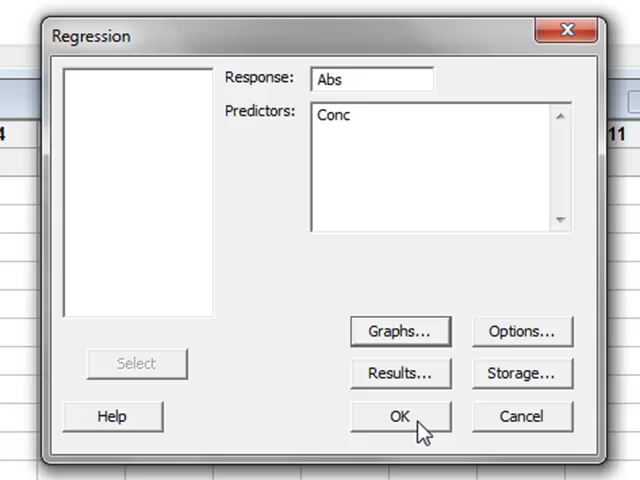 Regression
Response: Abs
Predictors: Conc
4
11
Graphs...
Options...
Select
Results...
Storage...
Help
OK
Cancel